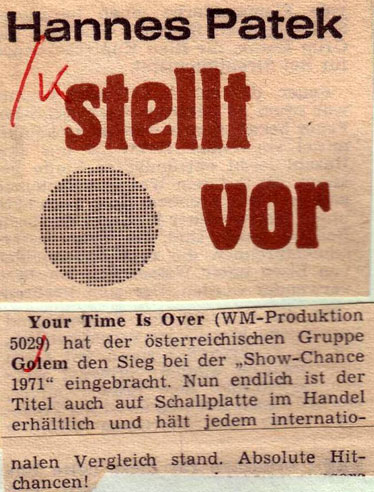 Hannes Patek
stellt
vor
Your Time Is Over (WM-Produktion
5029) hat der österreichischen Gruppe
Golem den Sieg bei der „Show-Chance
1971“ eingebracht. Nun endlich ist der
Titel auch auf Schallplatte im Handel
erhältlich und hält jedem internatio-
nalen Vergleich stand. Absolute Hit-
chancen!